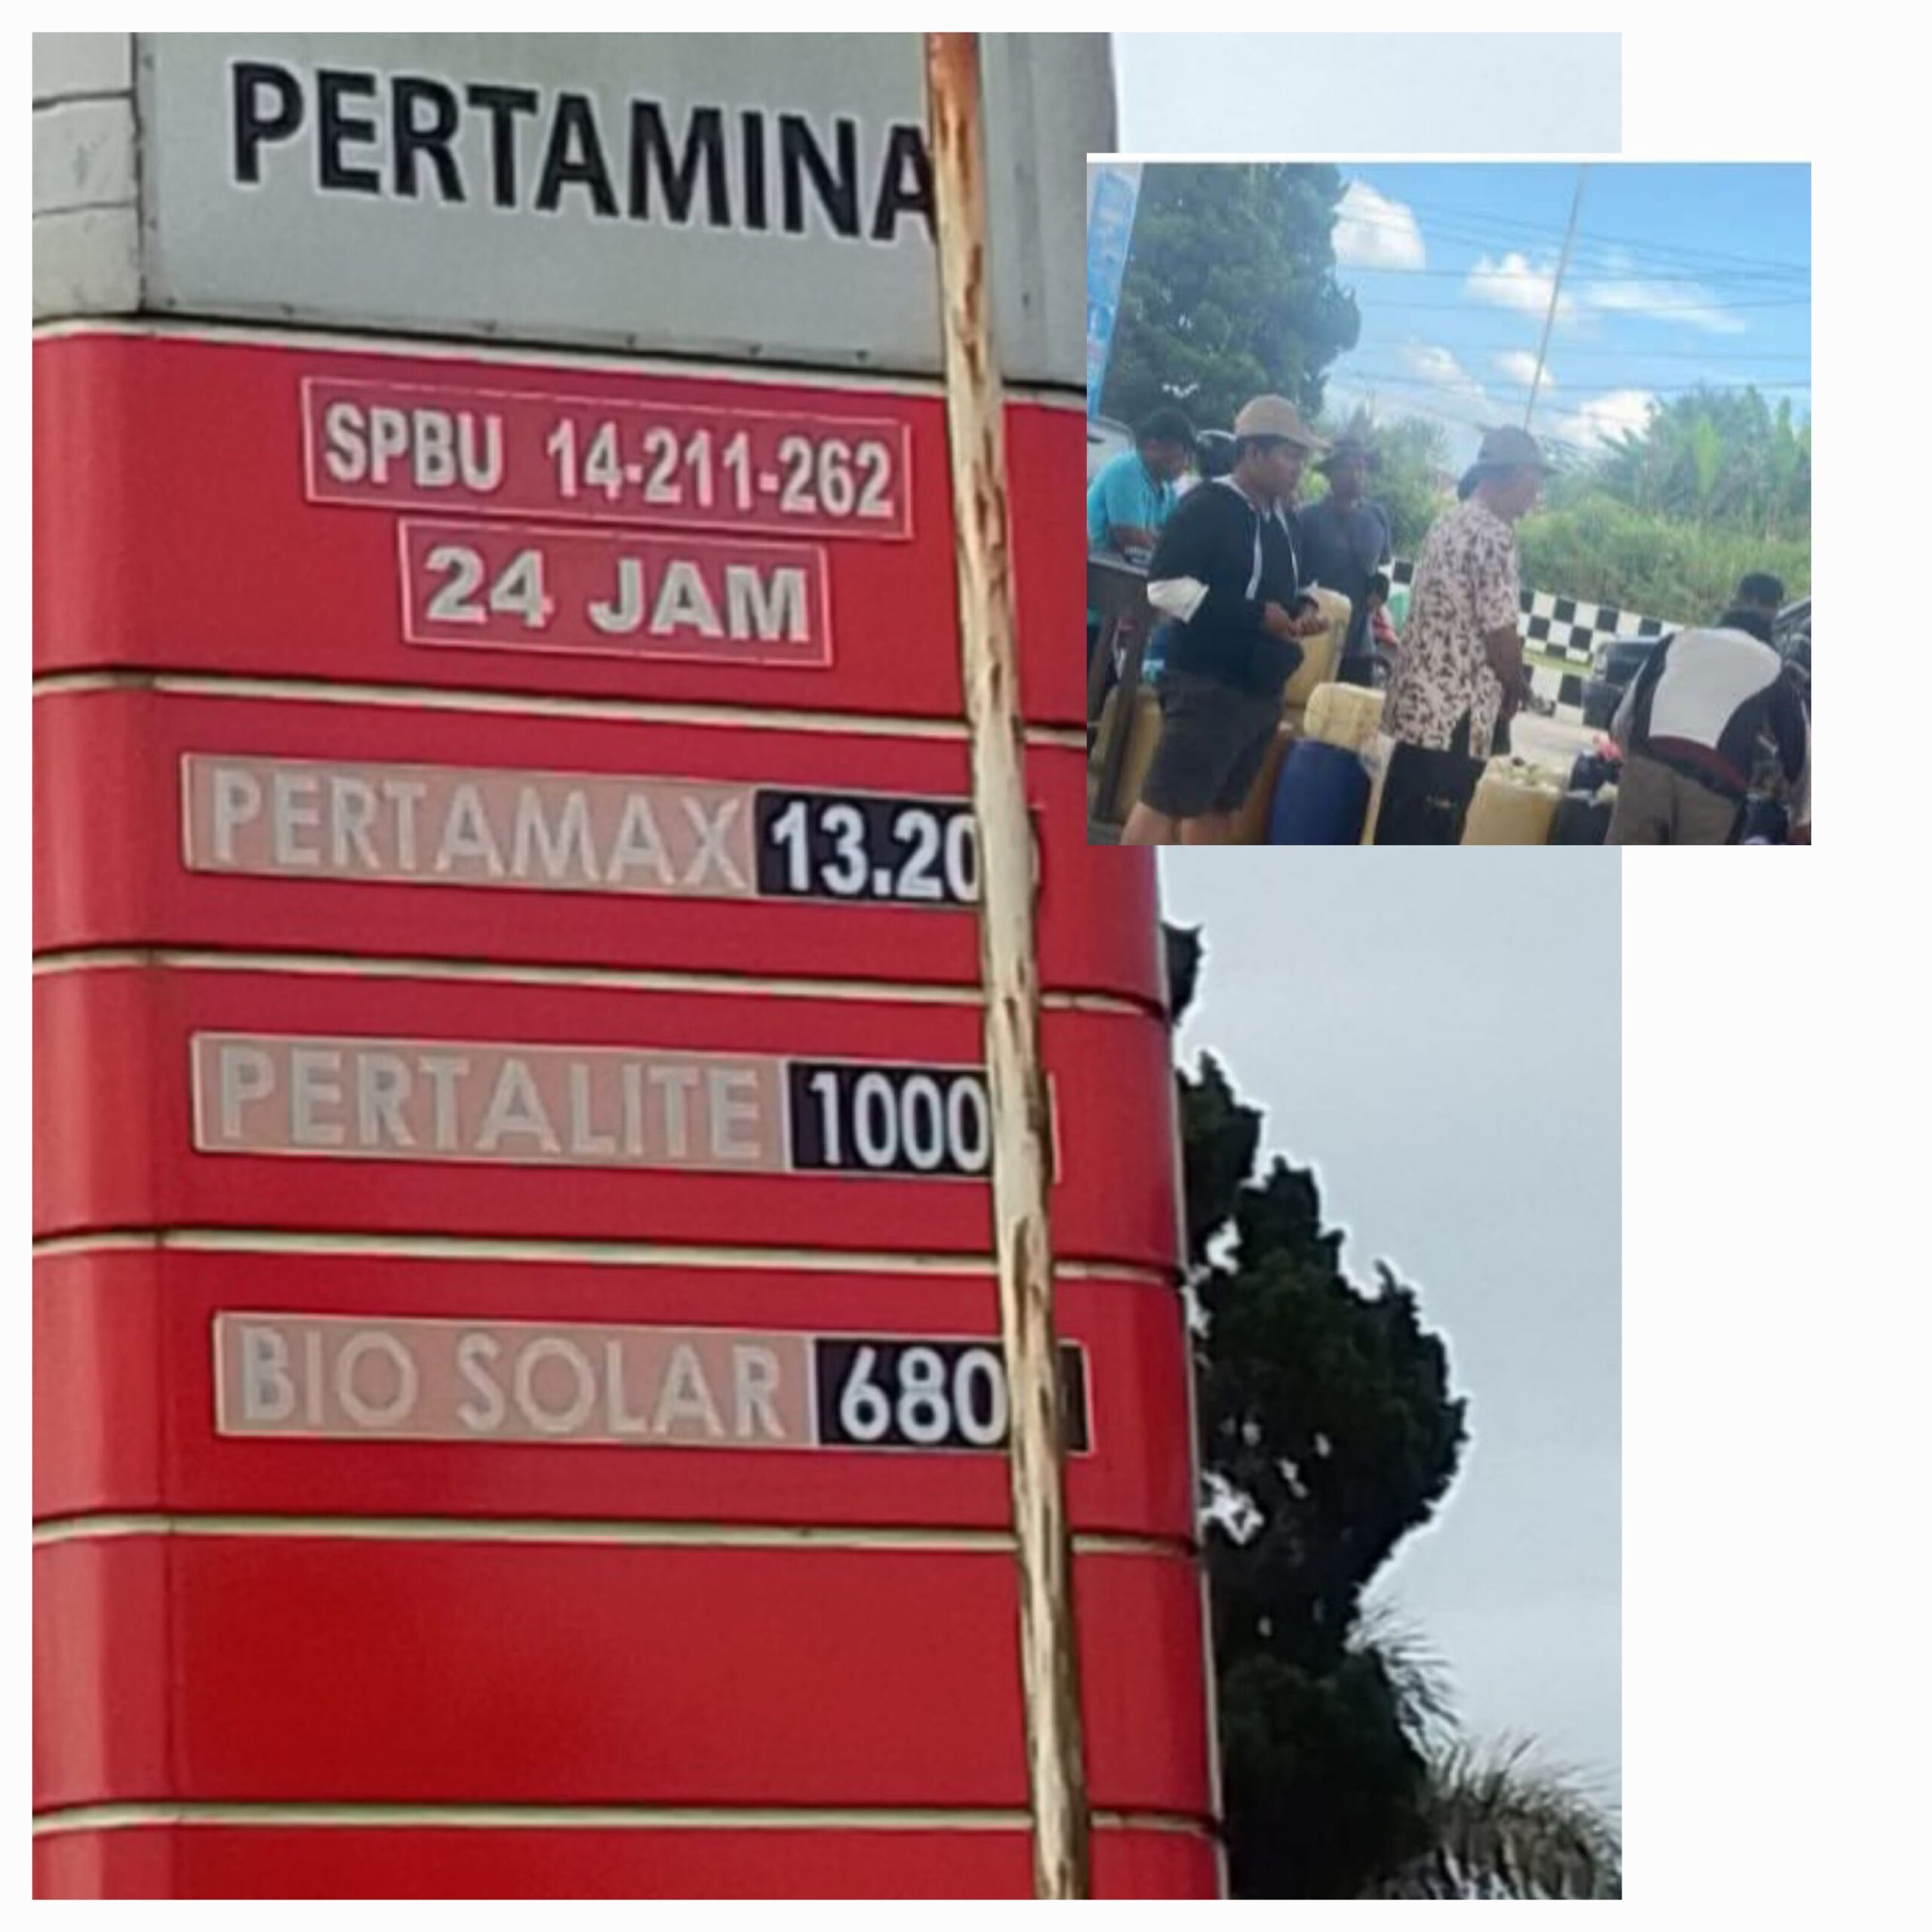 PERTAMINA
SPBU 14-211-262
24 JAM
PERTAMAX 13.20
PERTALITE 1000
BIO SOLAR 680